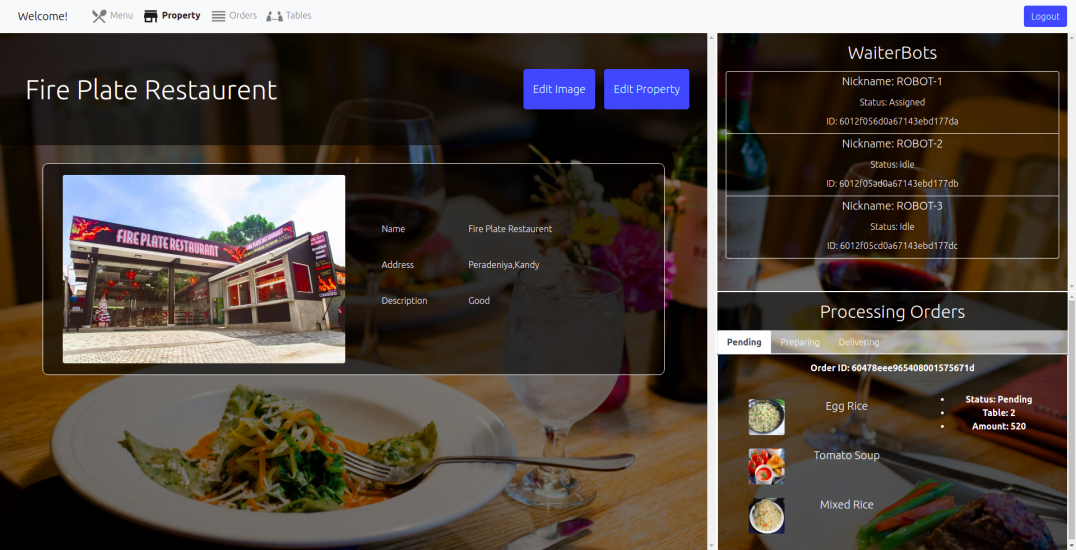 Welcome!
Menu
Property
Orders
Tables
Logout
Fire Plate Restaurent
Edit Image
Edit Property
FIRE PLATE RESTAURANT
FIRE PLATE RESTAURANT
Name
Fire Plate Restaurent
Address
Peradeniya,Kandy
Description
Good
WaiterBots
Nickname: ROBOT-1
Status: Assigned
ID: 6012f056d0a67143ebd177da
Nickname: ROBOT-2
Status: Idle
ID: 6012f05ad0a67143ebd177db
Nickname: ROBOT-3
Status: Idle
ID: 6012f05cd0a67143ebd177dc
Processing Orders
Pending
Preparing
Delivering
Order ID: 60478eee965408001575671d
Egg Rice
Status: Pending
Table: 2
Amount: 520
Tomato Soup
Mixed Rice